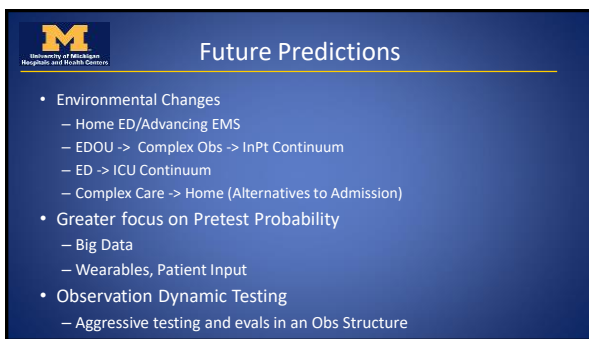 M
University of Michigan
Hospitals and Health Centers
Future Predictions
• Environmental Changes
– Home ED/Advancing EMS
– EDOU -> Complex Obs -> InPt Continuum
– ED -> ICU Continuum
– Complex Care -> Home (Alternatives to Admission)
• Greater focus on Pretest Probability
– Big Data
– Wearables, Patient Input
• Observation Dynamic Testing
– Aggressive testing and evals in an Obs Structure